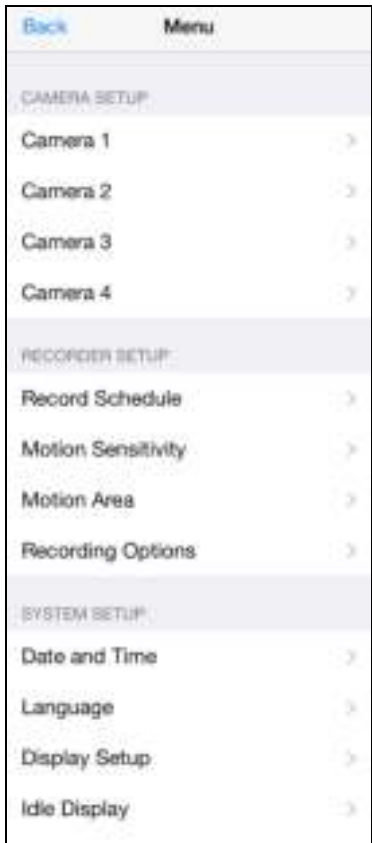 Back Menu
CAMERA SETUP
Camera 1
Camera 2
Camera 3
Camera 4
RECORDER SETUP
Record Schedule
Motion Sensitivity
Motion Area
Recording Options
SYSTEM SETUP
Date and Time
Language
Display Setup
Idle Display